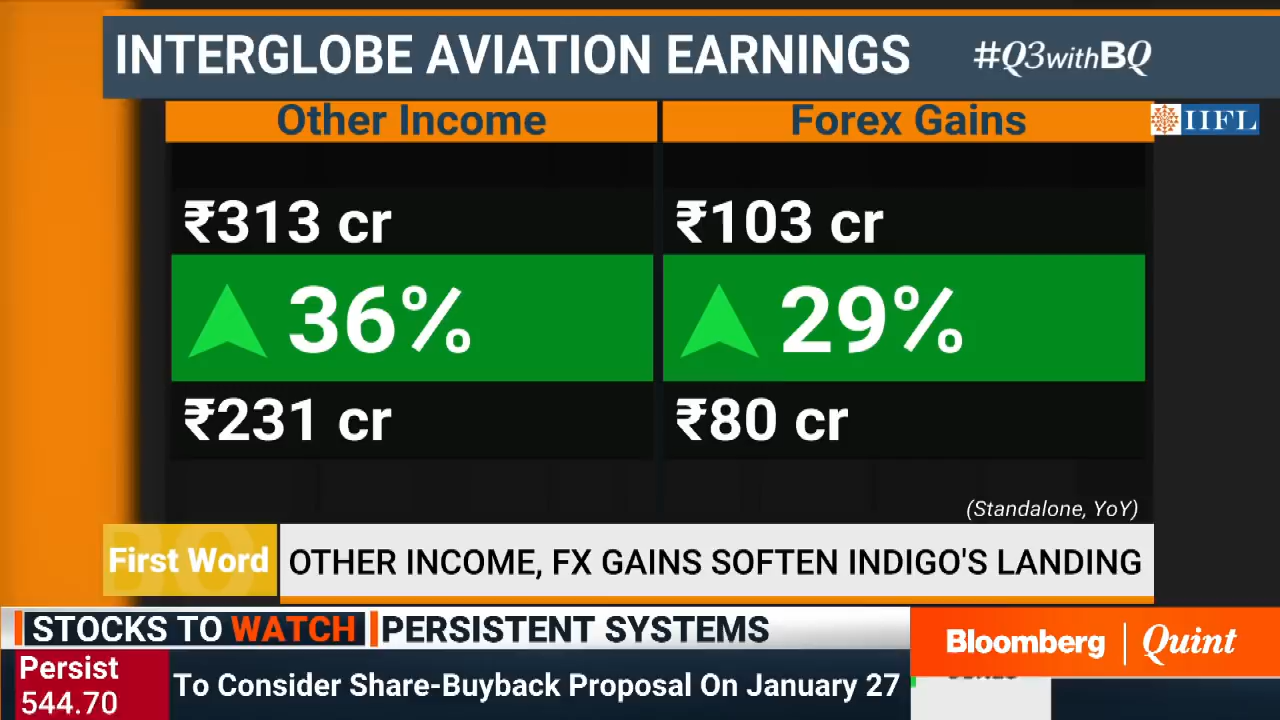 INTERGLOBE AVIATION EARNINGS
#Q3withBQ
Other Income
Forex Gains
IIFL
₹313 cr
₹103 cr
36%
29%
₹231 cr
₹80 cr
(Standalone, YoY)
First Word
OTHER INCOME, FX GAINS SOFTEN INDIGO'S LANDING
STOCKS TO WATCH
PERSISTENT SYSTEMS
Bloomberg | Quint
Persist
544.70
To Consider Share-Buyback Proposal On January 27